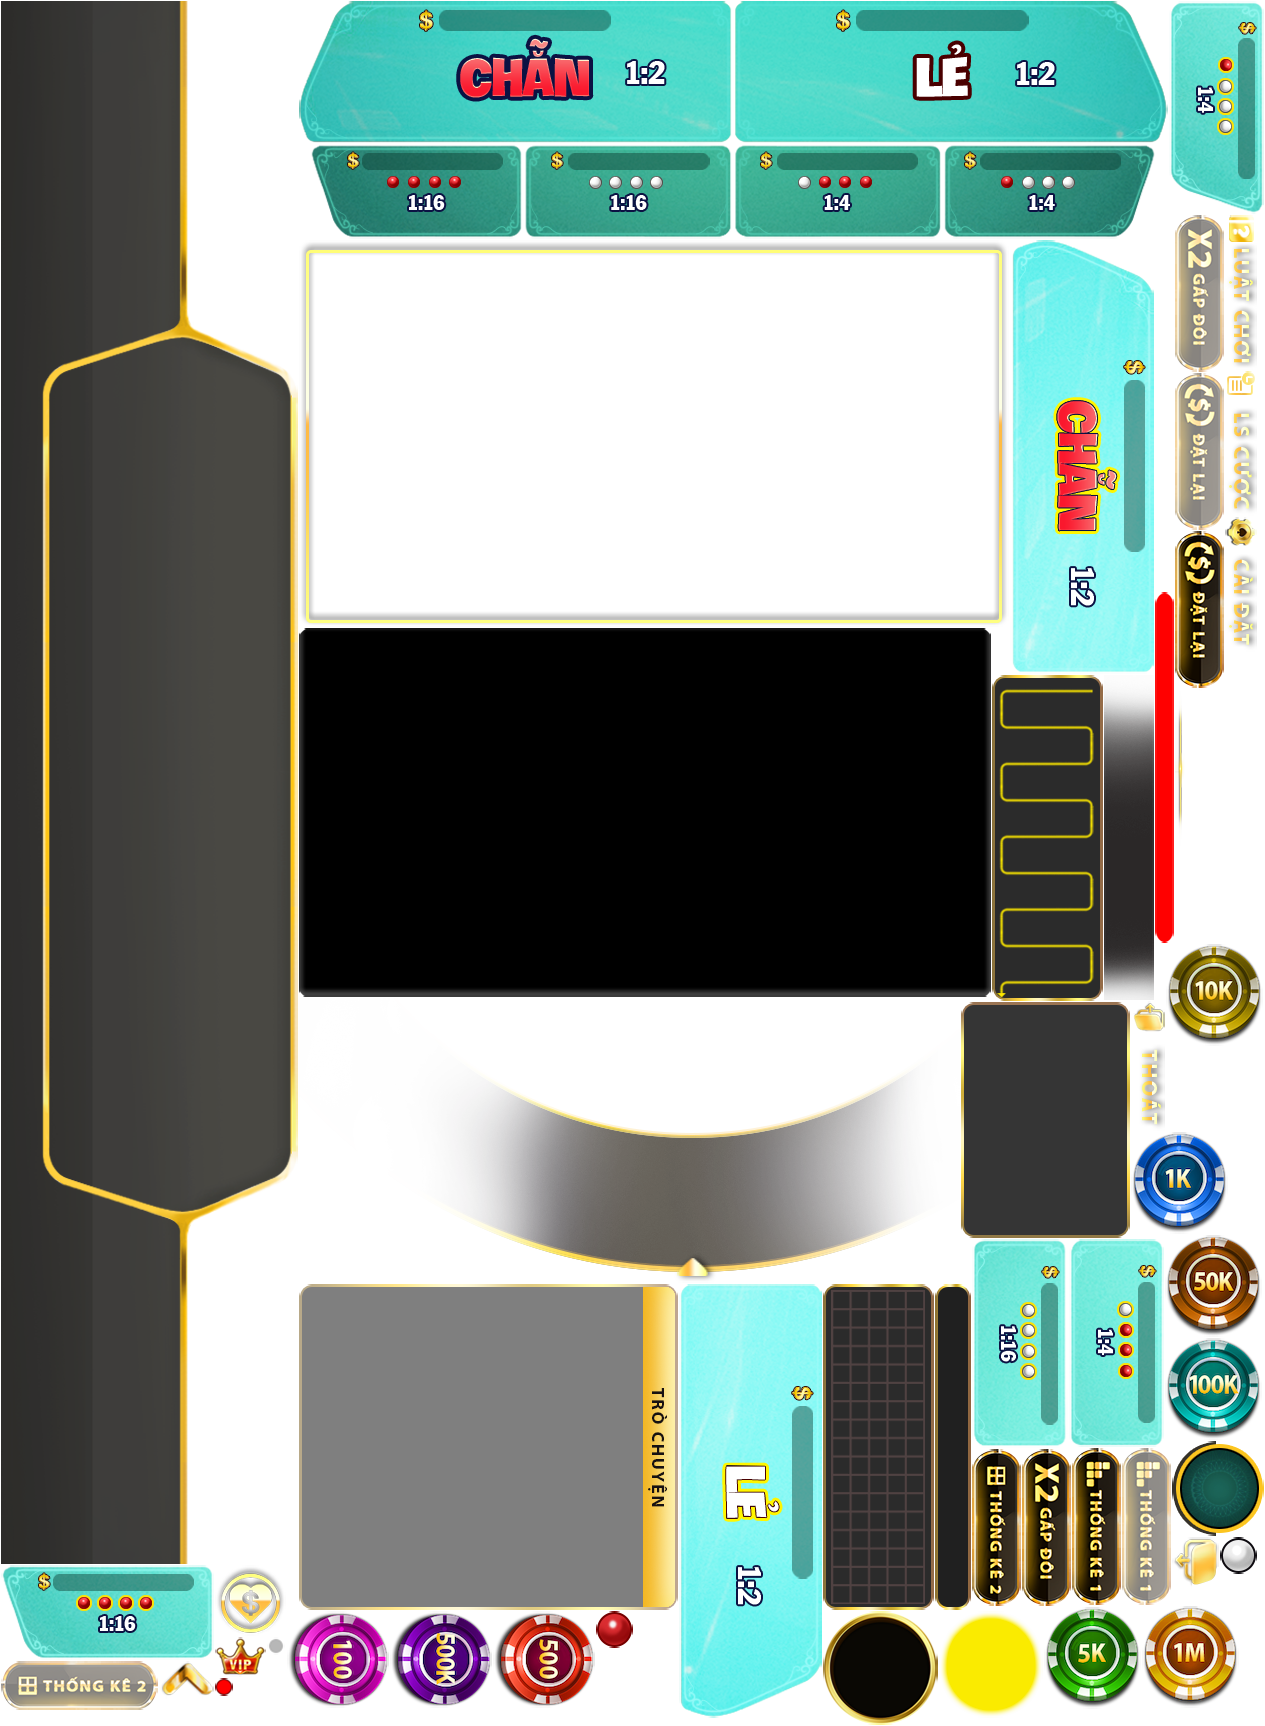 $
$
CHẴN 1:2
LẺ 1:2
$
1:4
$
$
$
$
1:16
1:16
1:4
1:4
$
CHẴN
1:2
X2 GẤP ĐÔI
? LUẬT CHƠI
$ ĐẶT LẠI
LS CƯỢC
$ ĐẶT LẠI
CÀI ĐẶT
10K
THOÁT
1K
50K
100K
$
1:16
$
1:4
TRÒ CHUYỆN
$
LẺ
1:2
THỐNG KÊ 2
X2 GẤP ĐÔI
THỐNG KÊ 1
THỐNG KÊ 1
$
1:16
$
VIP
THỐNG KÊ 2
100
500K
500
5K
1M